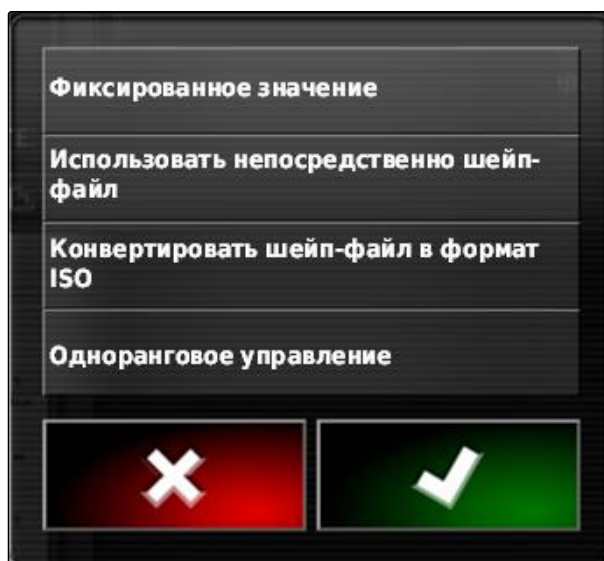 Фиксированное значение
Использовать непосредственно шейп-
файл
Конвертировать шейп-файл в формат
ISO
Одноранговое управление